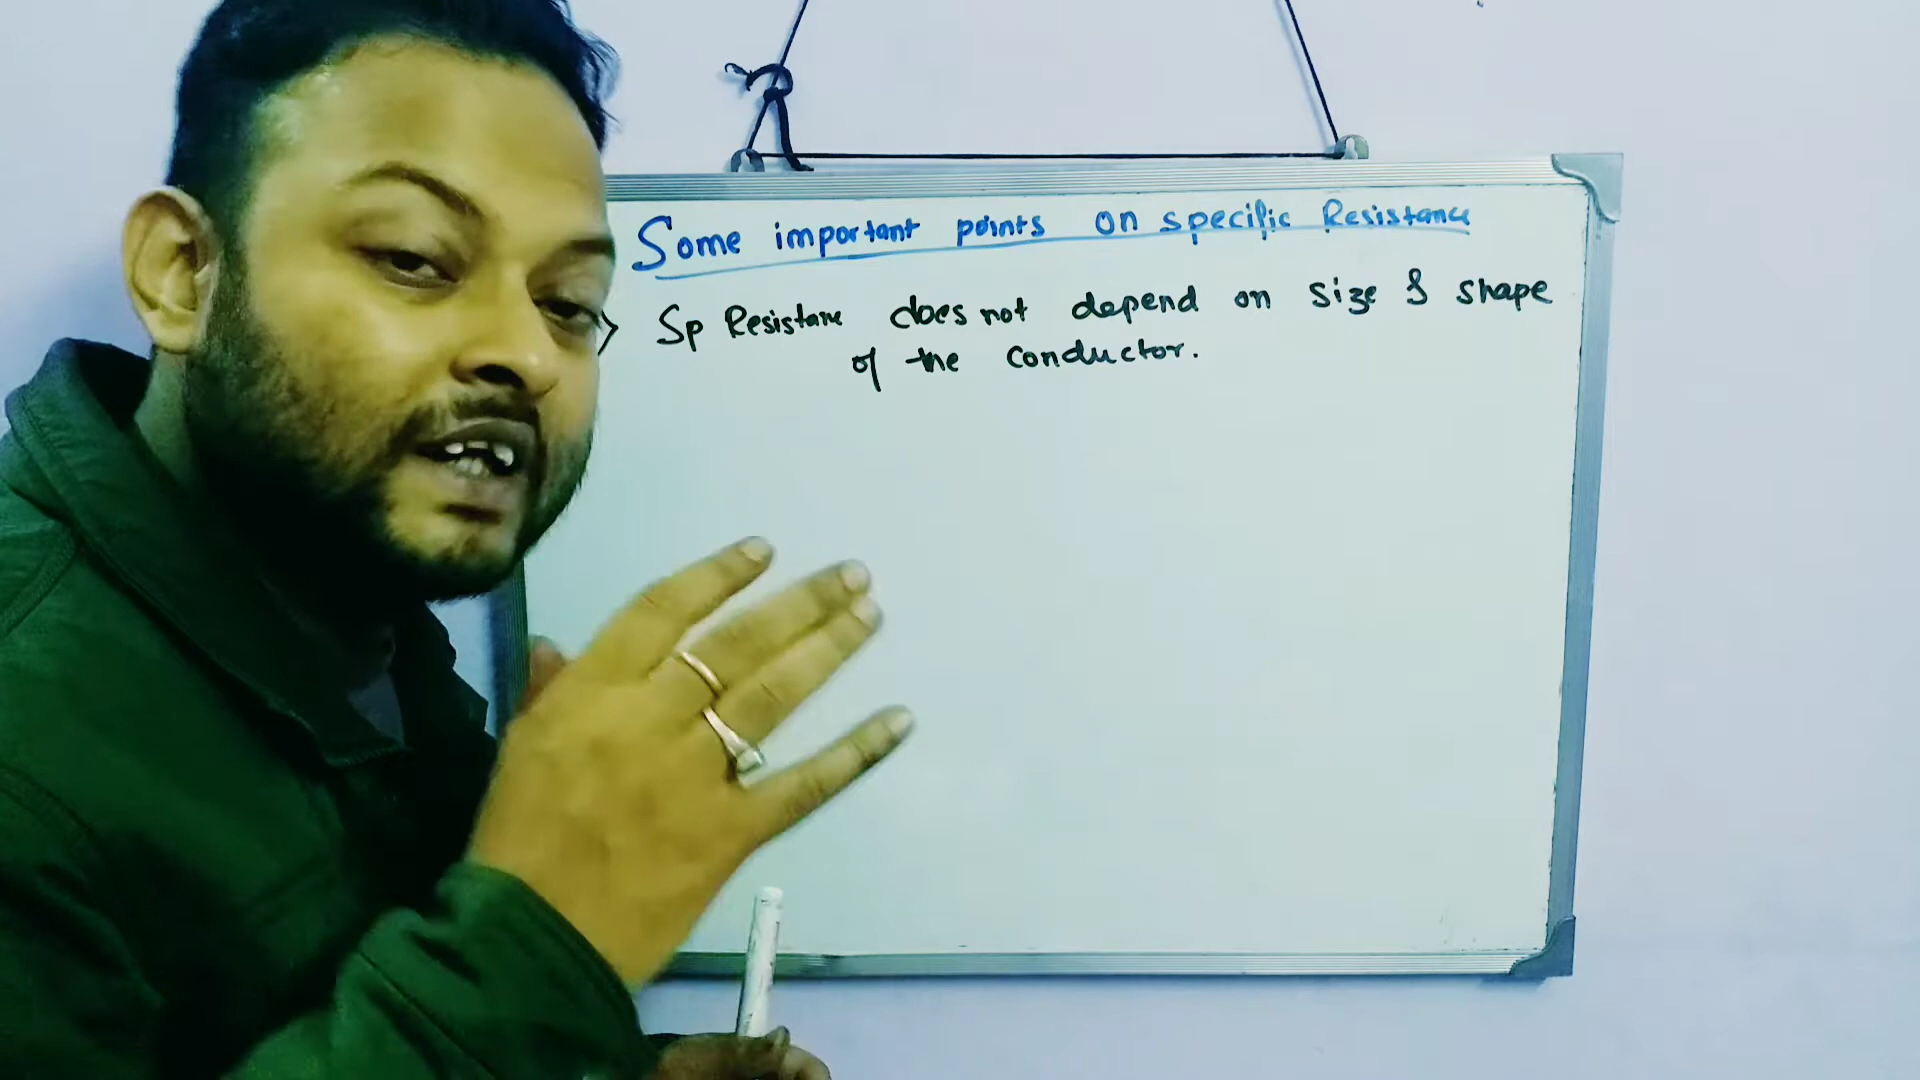 Some important points on specific Resistance
> Sp Resistance does not depend on size & shape
of the conductor.